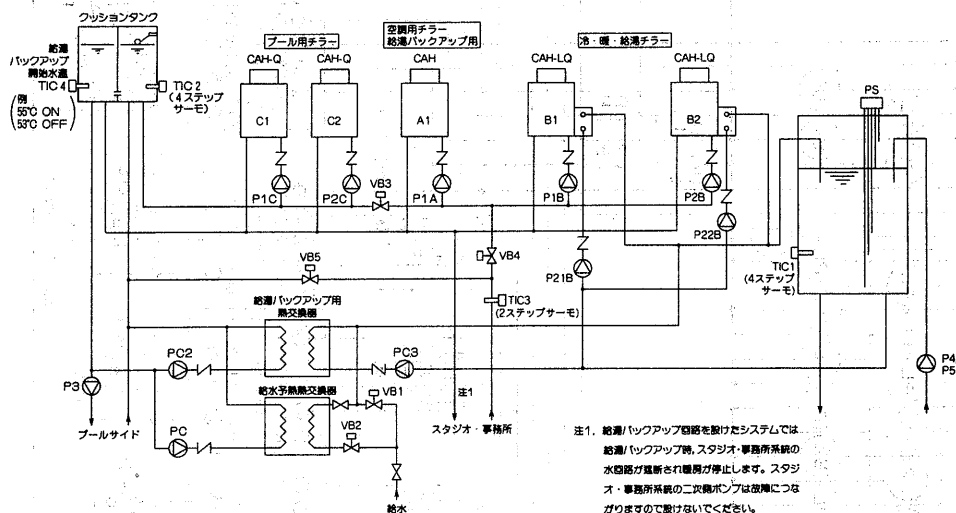 クッションタンク
給湯
バックアップ
開始水温
TIC4
例
55℃ ON
53℃ OFF
TIC2
(4ステップ
サーモ)
プール用チラー
空調用チラー
給湯バックアップ用
冷・暖・給湯チラー
CAH-Q
CAH-Q
CAH
CAH-LQ
CAH-LQ
PS
C1
C2
A1
B1
B2
P1C
P2C
VB3
P1A
P1B
P2B
P22B
VB4
VB5
P21B
TIC1
(4ステップ
サーモ)
TIC3
(2ステップサーモ)
給湯バックアップ用
熱交換器
PC2
PC3
P3
給水予熱熱交換器
VB1
VB2
PC
P4
P5
プールサイド
注1
スタジオ・事務所
給水
注1. 給湯バックアップ回路を設けたシステムでは
給湯バックアップ時,スタジオ・事務所系統の
水回路が遮断され暖房が停止します。スタジ
オ・事務所系統の二次側ポンプは故障につな
がりますので設けないでください。